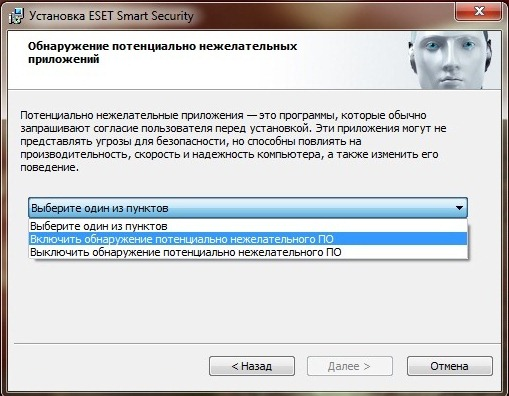 Установка ESET Smart Security
Обнаружение потенциально нежелательных
приложений
Потенциально нежелательные приложения — это программы, которые обычно
запрашивают согласие пользователя перед установкой. Эти приложения могут не
представлять угрозы для безопасности, но способны повлиять на
производительность, скорость и надежность компьютера, а также изменить его
поведение.
Выберите один из пунктов
Выберите один из пунктов
Включить обнаружение потенциально нежелательного ПО
Выключить обнаружение потенциально нежелательного ПО
< Назад
Далее >
Отмена